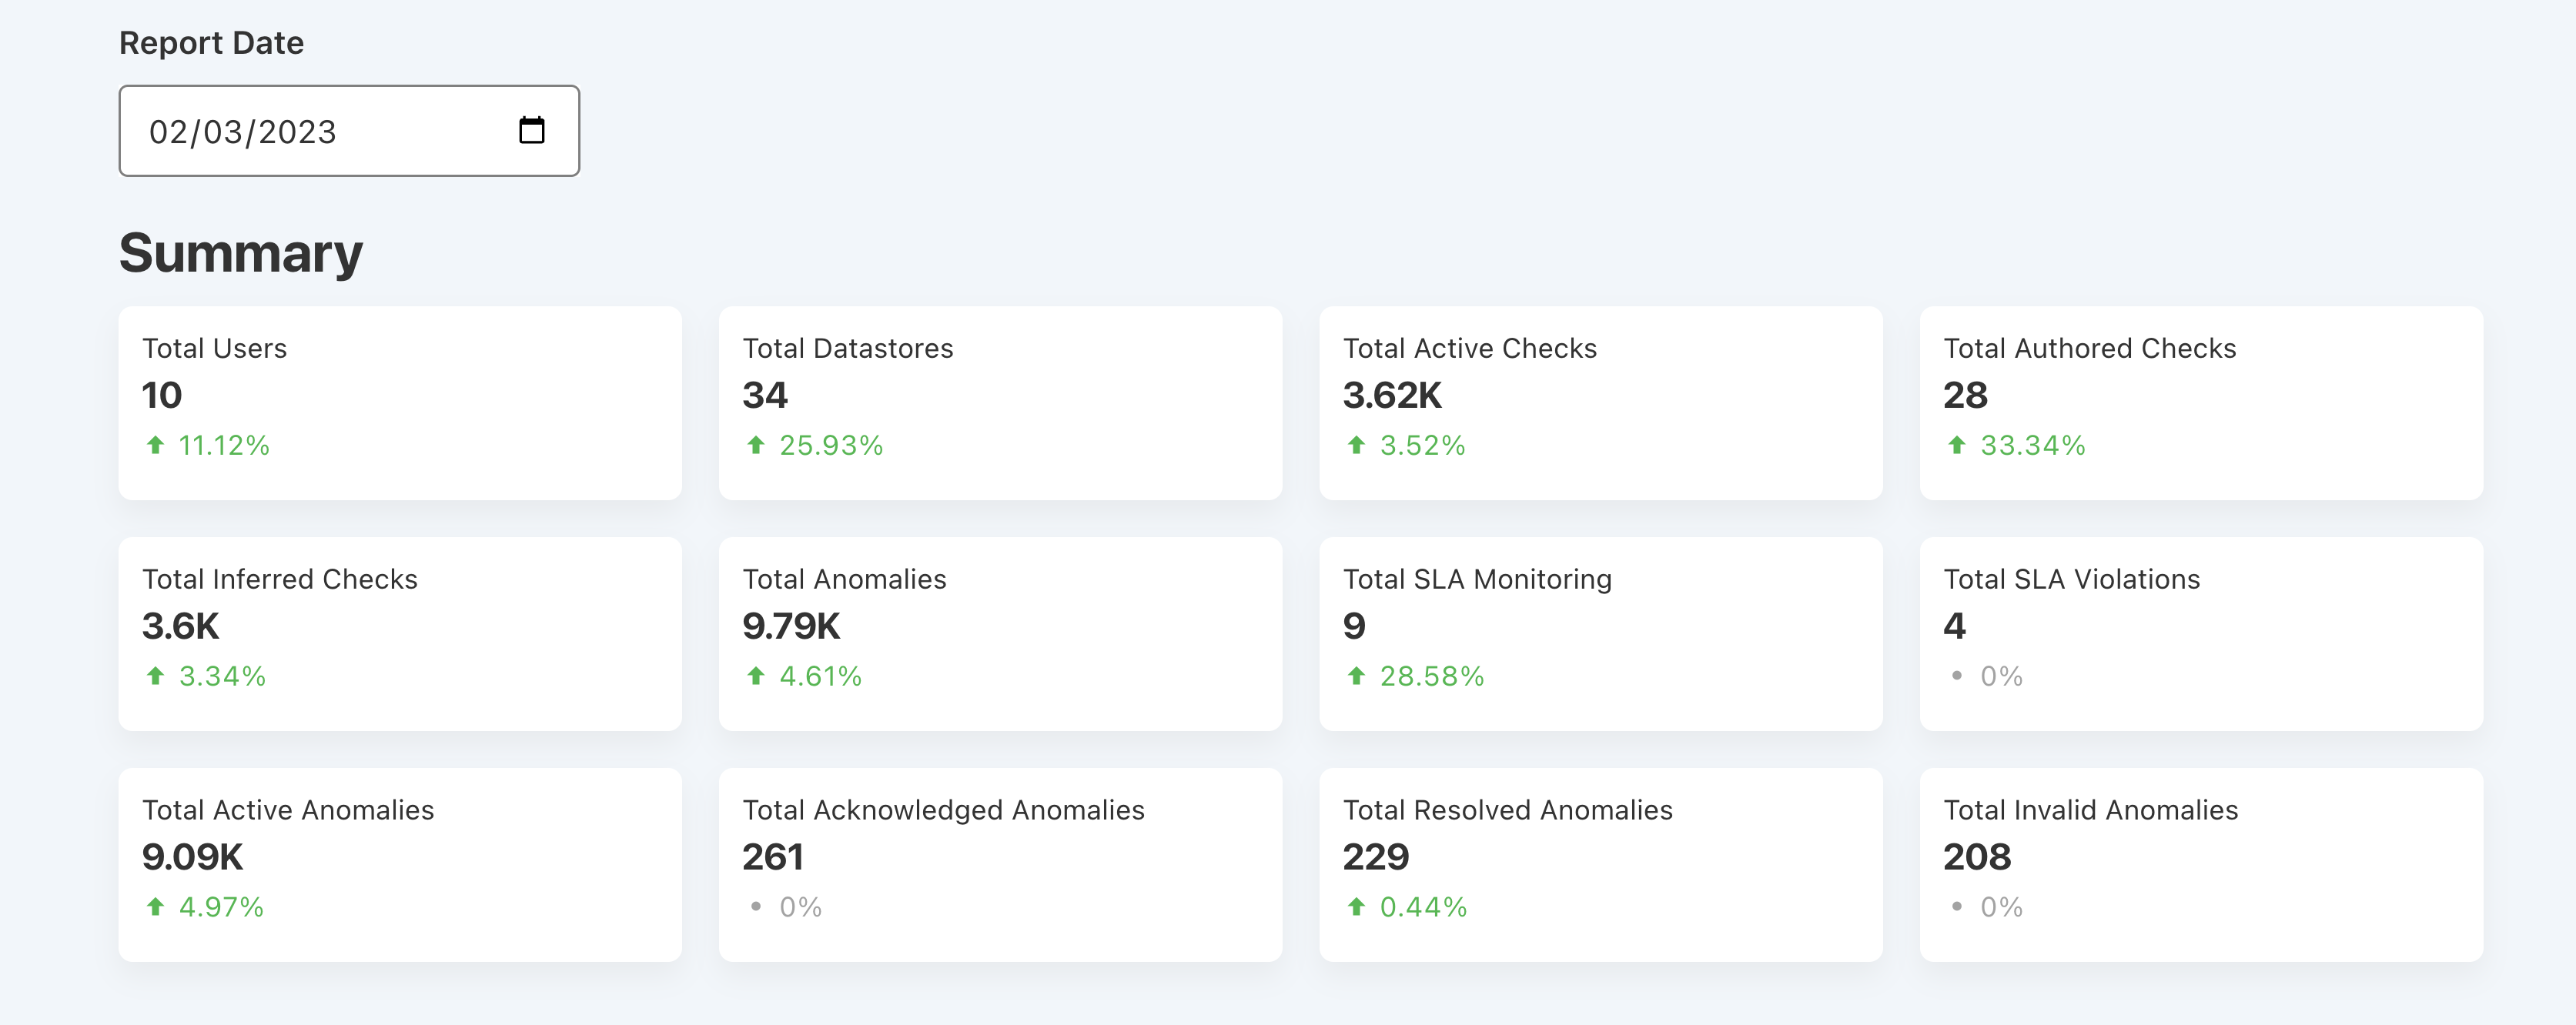 Report Date
02/03/2023
Summary
Total Users
10
11.12%
Total Datastores
34
25.93%
Total Active Checks
3.62K
3.52%
Total Authored Checks
28
33.34%
Total Inferred Checks
3.6K
3.34%
Total Anomalies
9.79K
4.61%
Total SLA Monitoring
9
28.58%
Total SLA Violations
4
0%
Total Active Anomalies
9.09K
4.97%
Total Acknowledged Anomalies
261
0%
Total Resolved Anomalies
229
0.44%
Total Invalid Anomalies
208
0%